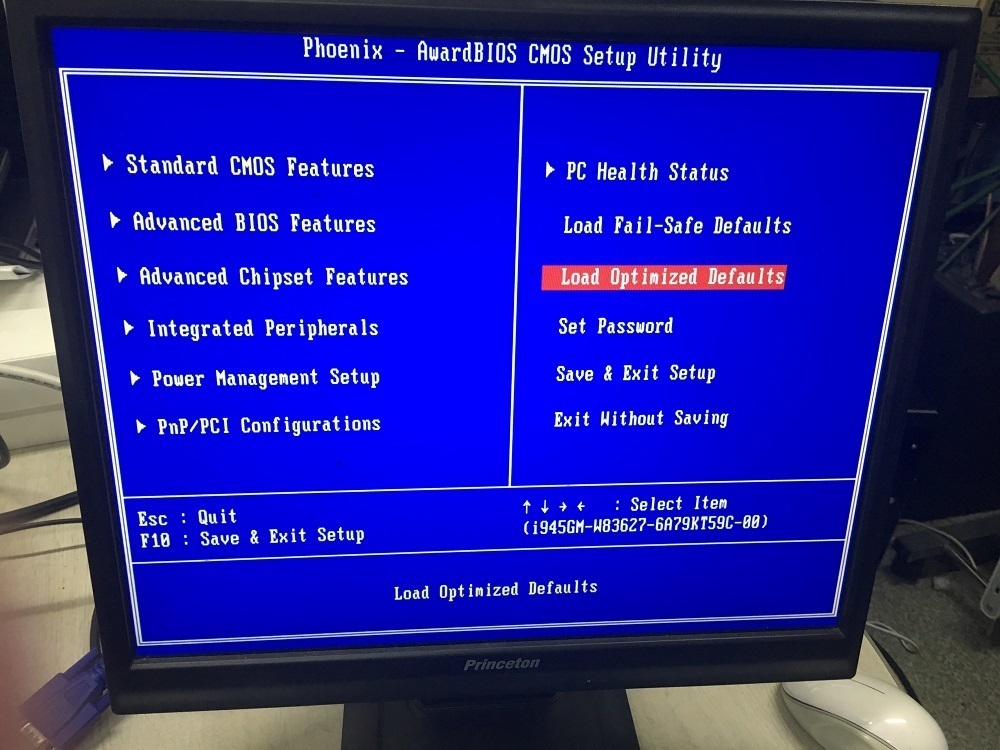 Phoenix - AwardBIOS CMOS Setup Utility
Standard CMOS Features
Advanced BIOS Features
Advanced Chipset Features
Integrated Peripherals
Power Management Setup
PnP/PCI Configurations
PC Health Status
Load Fail-Safe Defaults
Load Optimized Defaults
Set Password
Save & Exit Setup
Exit Without Saving
Esc : Quit
F10 : Save & Exit Setup
↑ ↓ → ← : Select Item
(i945GM-W83627-6A79KT59C-00)
Load Optimized Defaults
Princeton